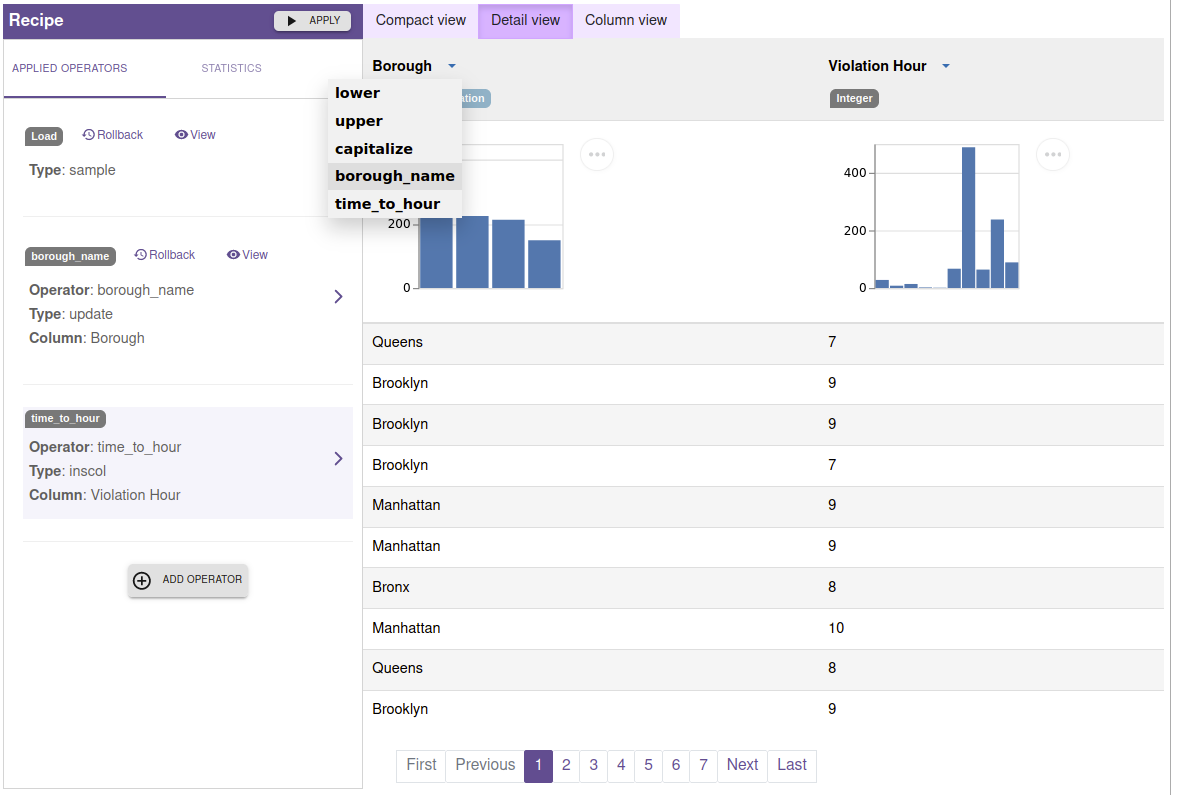 Recipe
APPLY
APPLIED OPERATORS
STATISTICS
Load
Rollback
View
Type: sample
borough_name
Rollback
View
Operator: borough_name
Type: update
Column: Borough
time_to_hour
Operator: time_to_hour
Type: inscol
Column: Violation Hour
ADD OPERATOR
Compact view
Detail view
Column view
Borough
Violation Hour
lower
upper
capitalize
borough_name
time_to_hour
Integer
200
0
400
200
0
Queens 7
Brooklyn 9
Brooklyn 9
Brooklyn 7
Manhattan 9
Manhattan 9
Bronx 8
Manhattan 10
Queens 8
Brooklyn 9
First Previous 1 2 3 4 5 6 7 Next Last